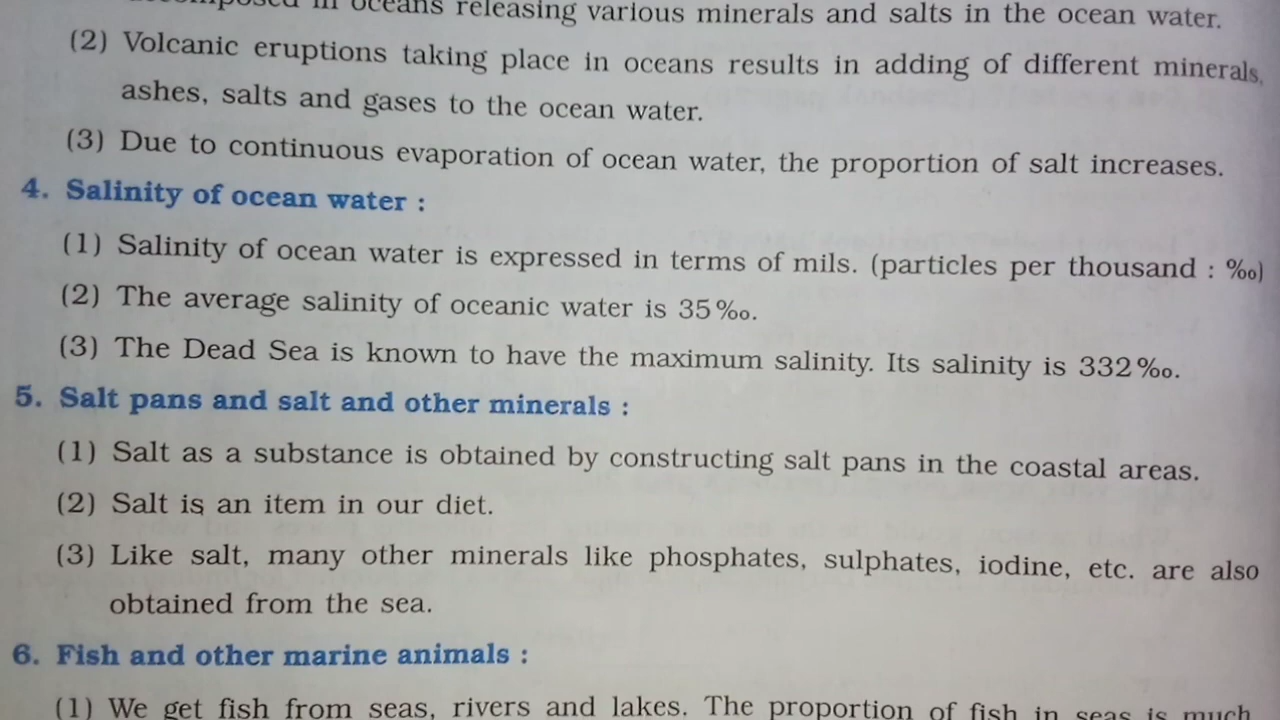 in oceans releasing various minerals and salts in the ocean water.
(2) Volcanic eruptions taking place in oceans results in adding of different minerals,
ashes, salts and gases to the ocean water.
(3) Due to continuous evaporation of ocean water, the proportion of salt increases.
4. Salinity of ocean water :
(1) Salinity of ocean water is expressed in terms of mils. (particles per thousand : ‰)
(2) The average salinity of oceanic water is 35‰.
(3) The Dead Sea is known to have the maximum salinity. Its salinity is 332‰.
5. Salt pans and salt and other minerals :
(1) Salt as a substance is obtained by constructing salt pans in the coastal areas.
(2) Salt is an item in our diet.
(3) Like salt, many other minerals like phosphates, sulphates, iodine, etc. are also
obtained from the sea.
6. Fish and other marine animals :
(1) We get fish from seas, rivers and lakes. The proportion of fish in seas is much